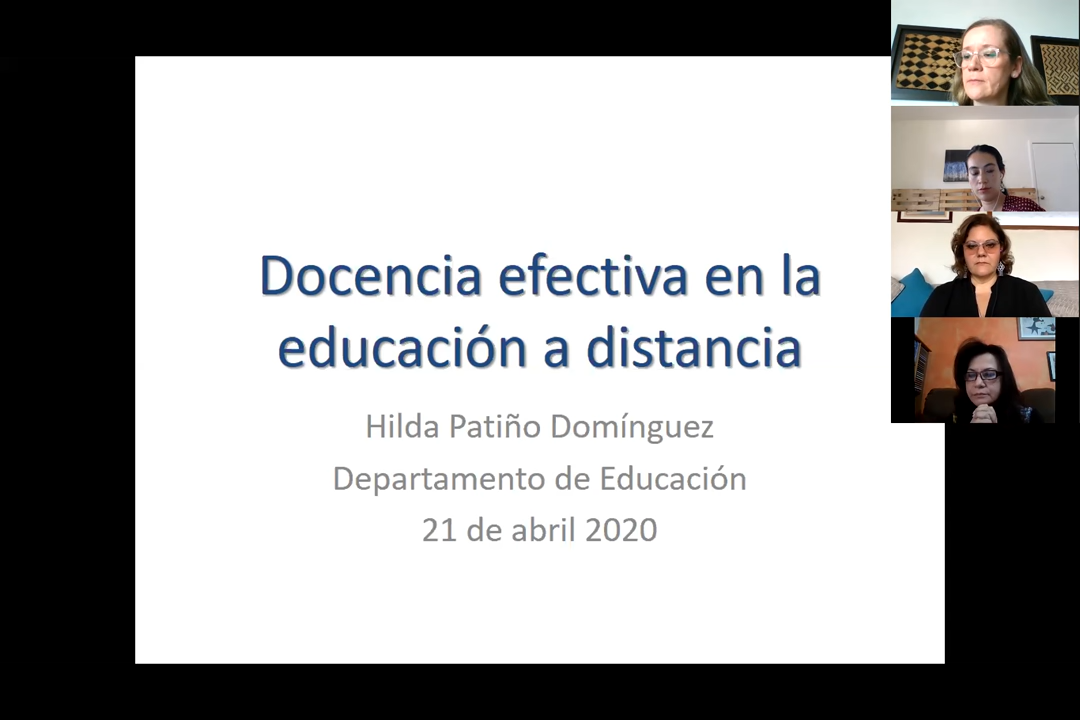 Docencia efectiva en la
educación a distancia
Hilda Patiño Domínguez
Departamento de Educación
21 de abril 2020